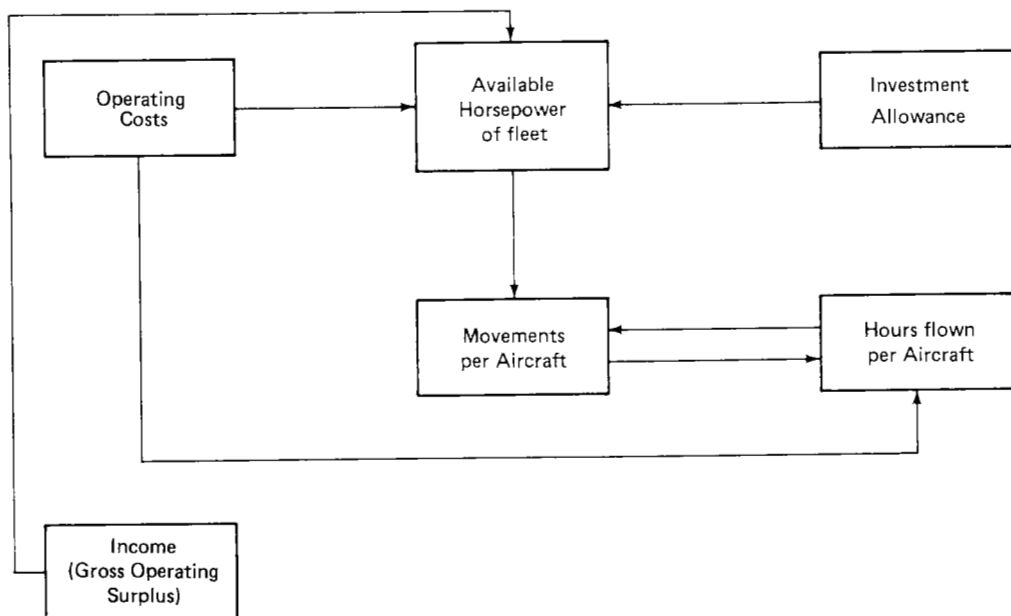 Operating
Costs
Available
Horsepower
of fleet
Investment
Allowance
Movements
per Aircraft
Hours flown
per Aircraft
Income
(Gross Operating
Surplus)